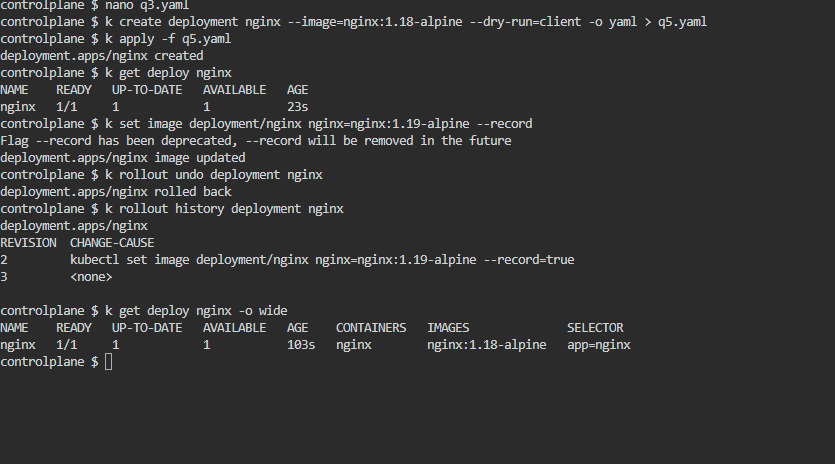 controlplane $ nano q3.yaml
controlplane $ k create deployment nginx --image=nginx:1.18-alpine --dry-run=client -o yaml > q5.yaml
controlplane $ k apply -f q5.yaml
deployment.apps/nginx created
controlplane $ k get deploy nginx
NAME    READY   UP-TO-DATE   AVAILABLE   AGE
nginx   1/1     1            1           23s
controlplane $ k set image deployment/nginx nginx=nginx:1.19-alpine --record
Flag --record has been deprecated, --record will be removed in the future
deployment.apps/nginx image updated
controlplane $ k rollout undo deployment nginx
deployment.apps/nginx rolled back
controlplane $ k rollout history deployment nginx
deployment.apps/nginx
REVISION  CHANGE-CAUSE
2         kubectl set image deployment/nginx nginx=nginx:1.19-alpine --record=true
3         <none>

controlplane $ k get deploy nginx -o wide
NAME    READY   UP-TO-DATE   AVAILABLE   AGE    CONTAINERS   IMAGES              SELECTOR
nginx   1/1     1            1           103s   nginx        nginx:1.18-alpine   app=nginx
controlplane $